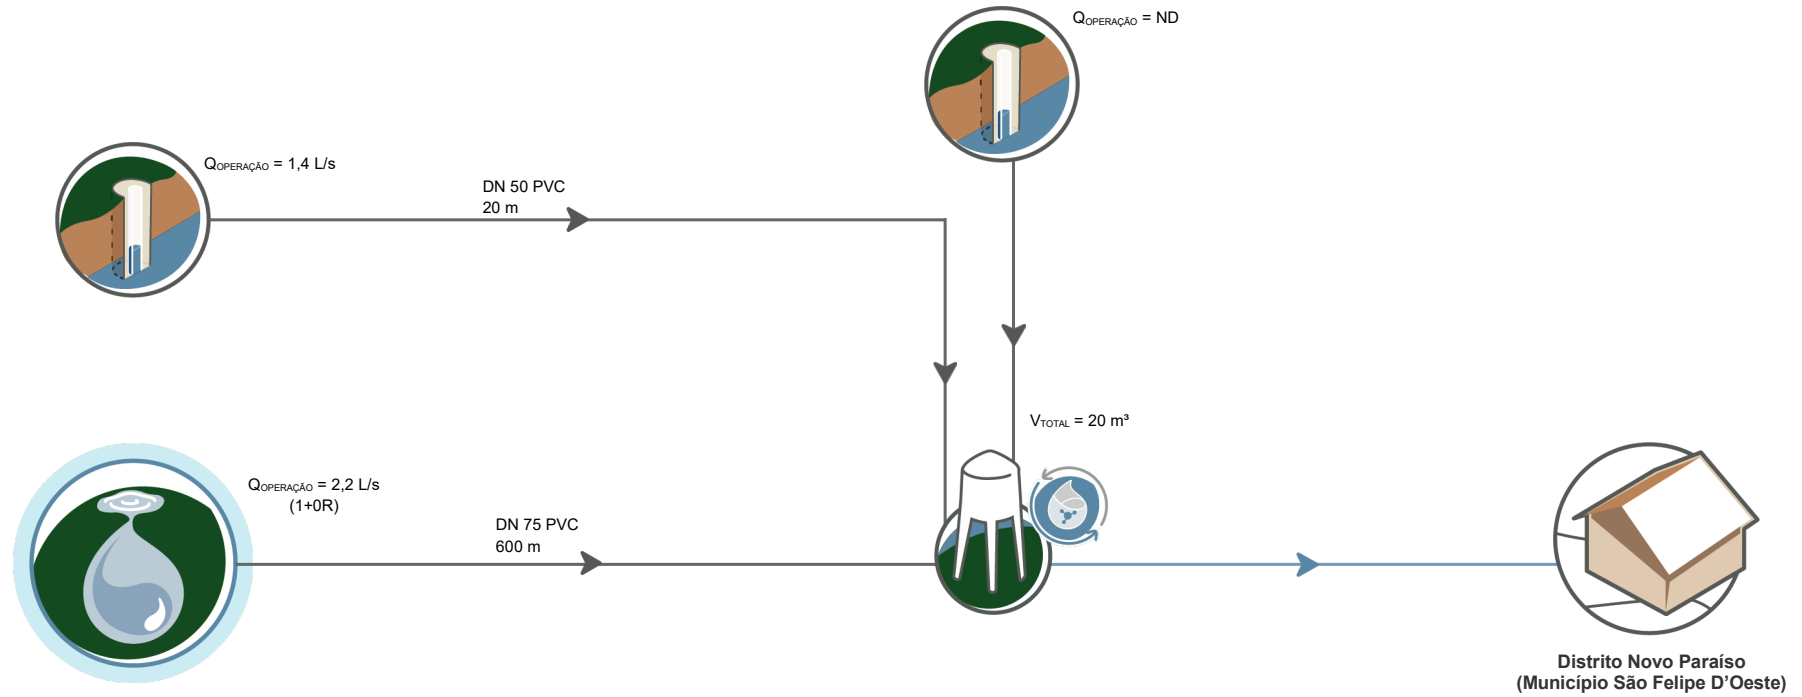 QOPERAÇÃO = ND
QOPERAÇÃO = 1,4 L/s
DN 50 PVC
20 m
VTOTAL = 20 m³
QOPERAÇÃO = 2,2 L/s
(1+0R)
DN 75 PVC
600 m
Distrito Novo Paraíso
(Município São Felipe D’Oeste)